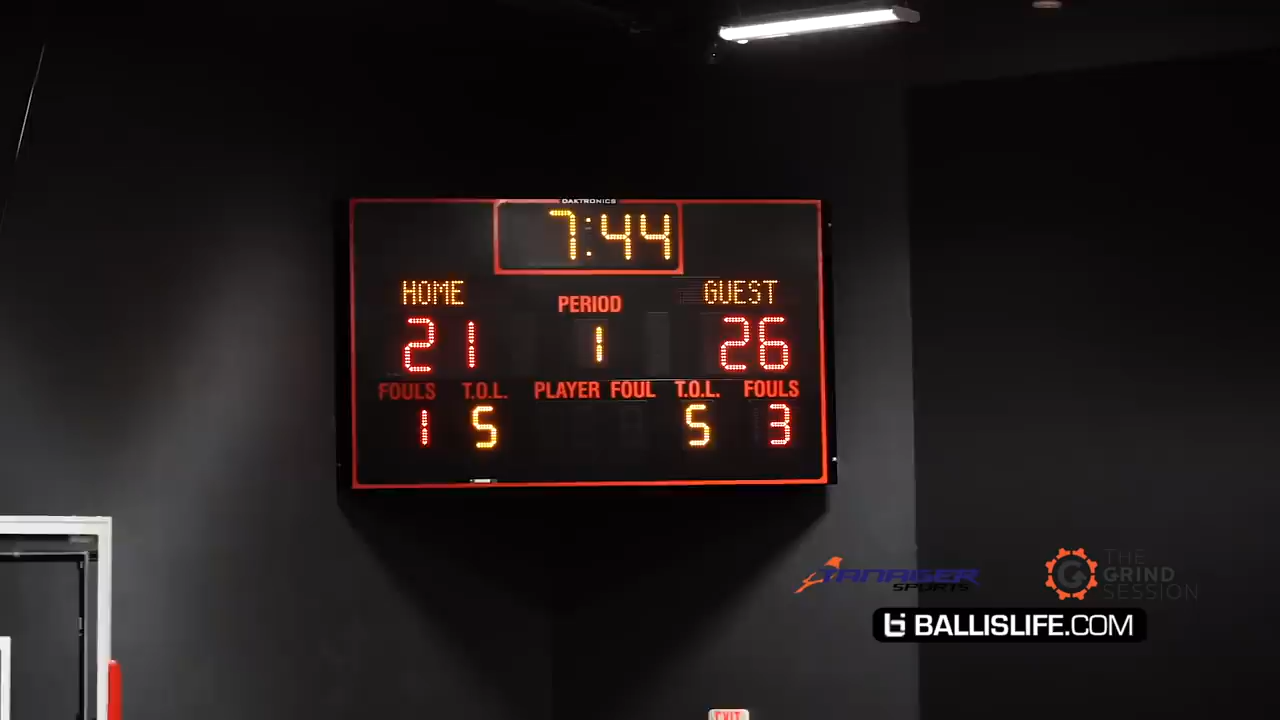 DAKTRONICS
7:44
HOME
GUEST
PERIOD
21
1
26
FOULS
T.O.L.
PLAYER FOUL
T.O.L.
FOULS
1
5
5
3
TANAGER
SPORTS
THE
GRIND
SESSION
BALLISLIFE.COM
EXIT